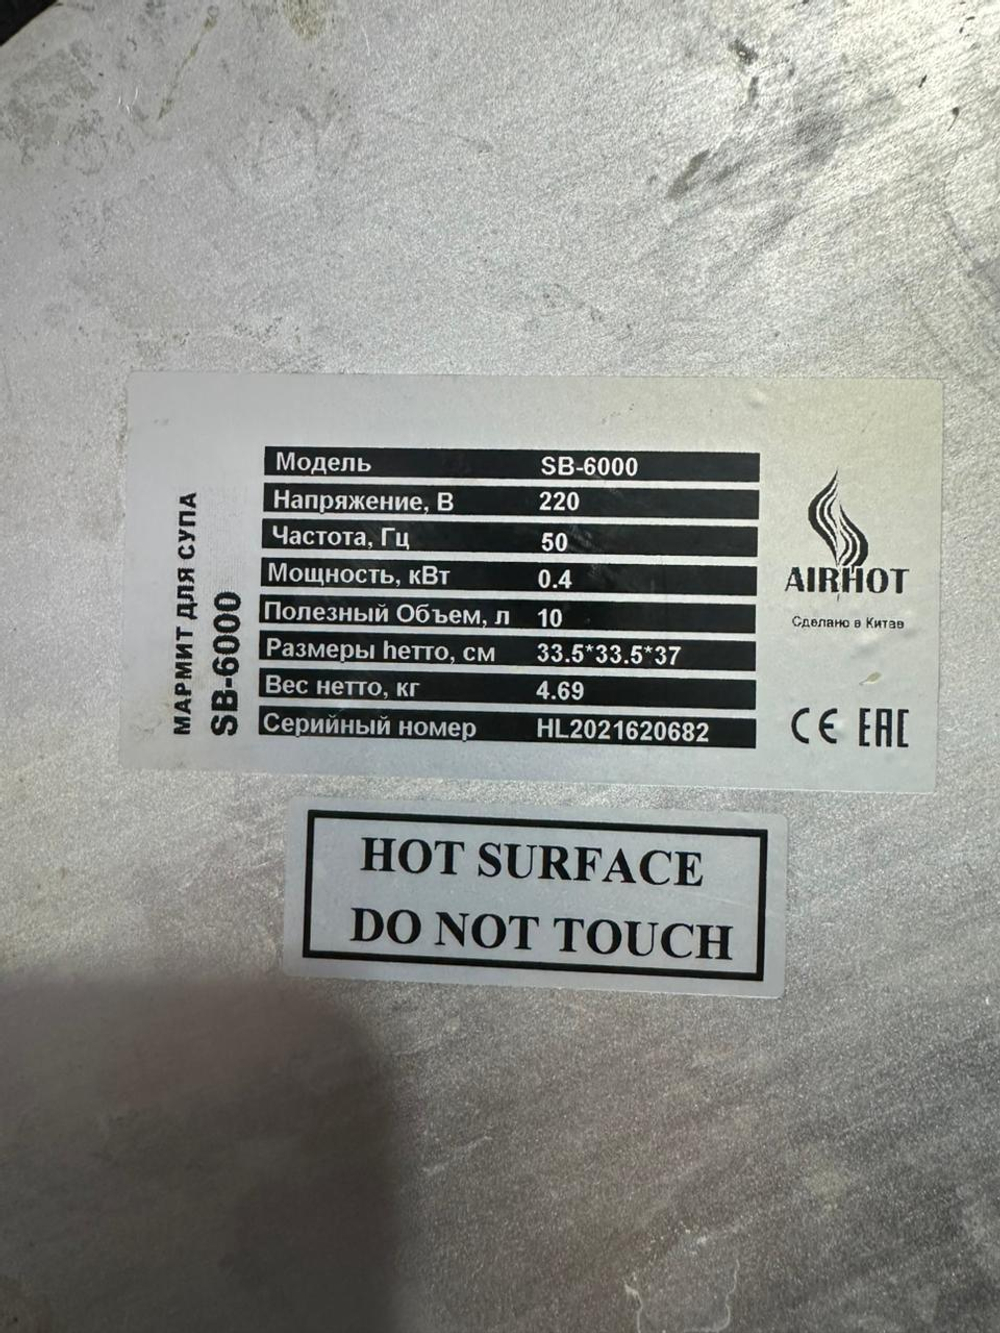 МАРМИТ ДЛЯ СУПА
SB-6000
Модель SB-6000
Напряжение, В 220
Частота, Гц 50
Мощность, кВт 0.4
Полезный Объем, л 10
Размеры hетто, см 33.5*33.5*37
Вес нетто, кг 4.69
Серийный номер HL2021620682
AIRHOT
Сделано в Китае
CE EAC
HOT SURFACE
DO NOT TOUCH